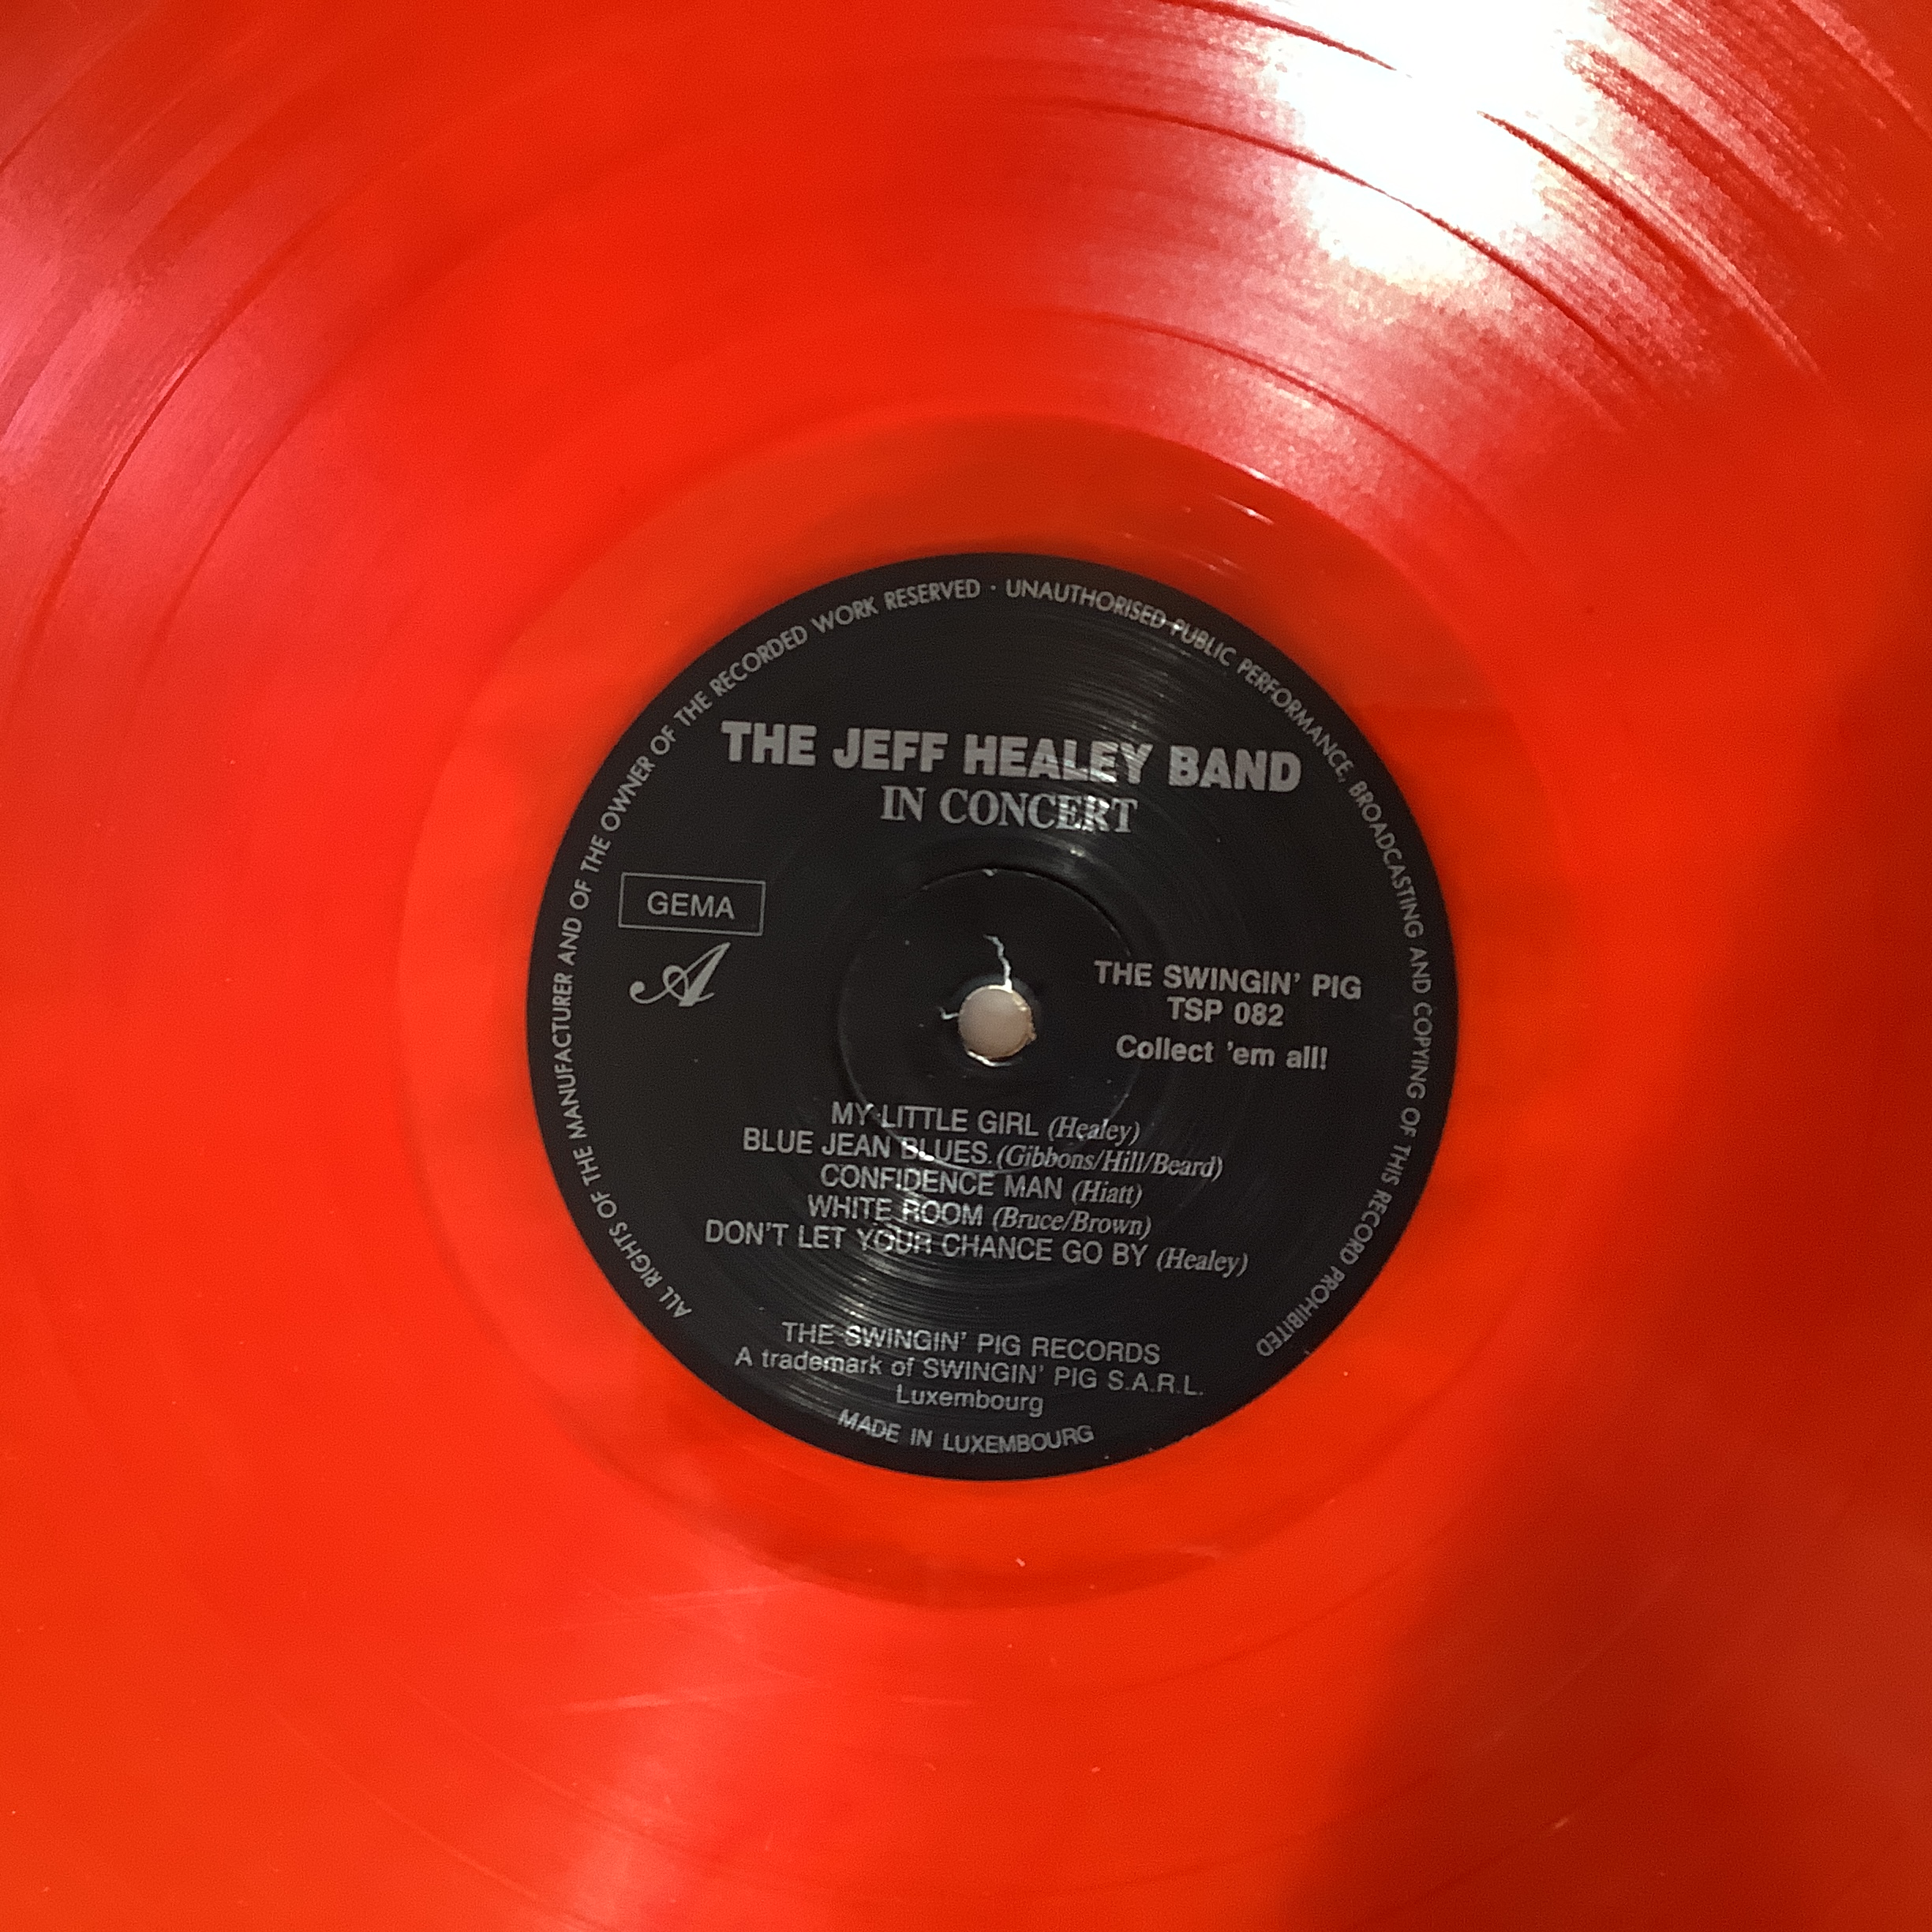 ALL RIGHTS OF THE MANUFACTURER AND OF THE OWNER OF THE RECORDED WORK RESERVED · UNAUTHORISED PUBLIC PERFORMANCE, BROADCASTING AND COPYING OF THIS RECORD PROHIBITED
THE JEFF HEALEY BAND
IN CONCERT
GEMA
A
THE SWINGIN' PIG
TSP 082
Collect 'em all!
MY LITTLE GIRL (Healey)
BLUE JEAN BLUES (Gibbons/Hill/Beard)
CONFIDENCE MAN (Hiatt)
WHITE ROOM (Bruce/Brown)
DON'T LET YOUR CHANCE GO BY (Healey)
THE SWINGIN' PIG RECORDS
A trademark of SWINGIN' PIG S.A.R.L.
Luxembourg
MADE IN LUXEMBOURG